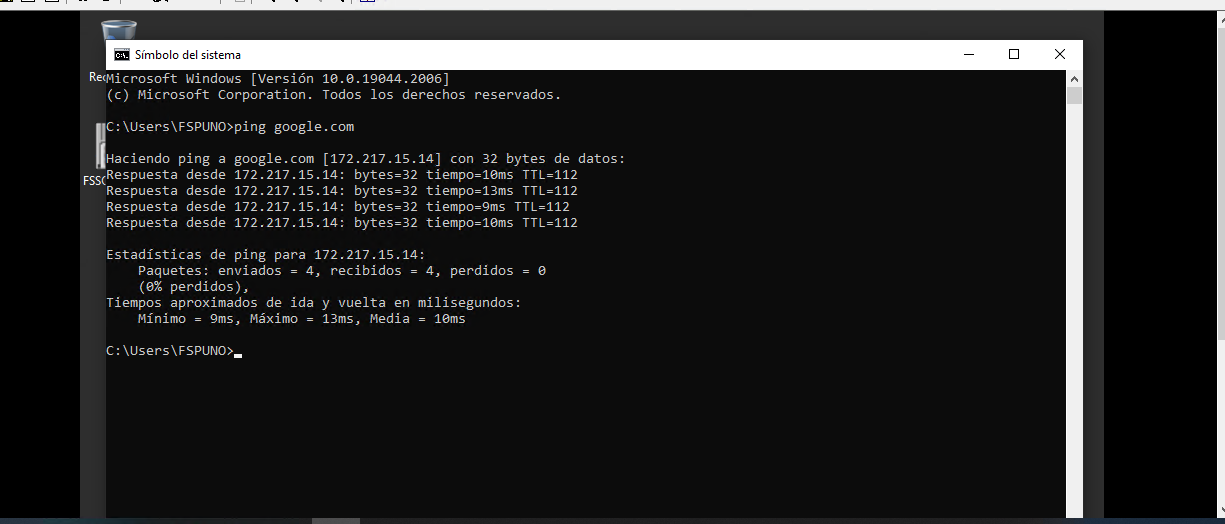 Símbolo del sistema
Microsoft Windows [Versión 10.0.19044.2006]
(c) Microsoft Corporation. Todos los derechos reservados.
C:\Users\FSPUNO>ping google.com
Haciendo ping a google.com [172.217.15.14] con 32 bytes de datos:
Respuesta desde 172.217.15.14: bytes=32 tiempo=10ms TTL=112
Respuesta desde 172.217.15.14: bytes=32 tiempo=13ms TTL=112
Respuesta desde 172.217.15.14: bytes=32 tiempo=9ms TTL=112
Respuesta desde 172.217.15.14: bytes=32 tiempo=10ms TTL=112
Estadísticas de ping para 172.217.15.14:
Paquetes: enviados = 4, recibidos = 4, perdidos = 0
(0% perdidos),
Tiempos aproximados de ida y vuelta en milisegundos:
Mínimo = 9ms, Máximo = 13ms, Media = 10ms
C:\Users\FSPUNO>